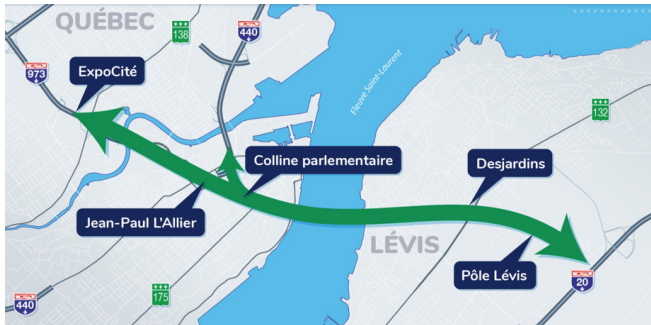 QUÉBEC
138
440
973
ExpoCité
Fleuve Saint-Laurent
132
Colline parlementaire
Desjardins
Jean-Paul L'Allier
LÉVIS
Pôle Lévis
20
175
440